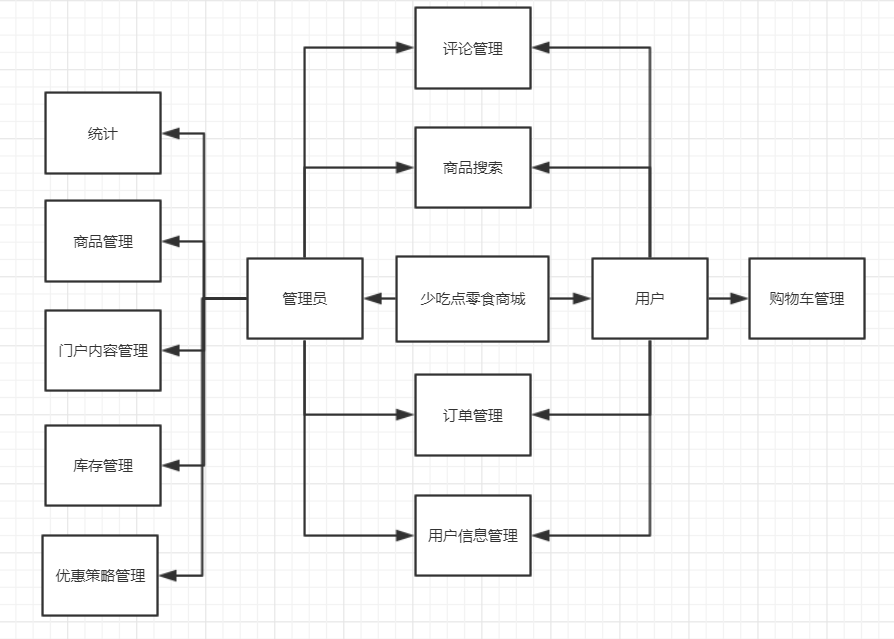 评论管理
统计
商品搜索
商品管理
管理员
少吃点零食商城
用户
购物车管理
门户内容管理
订单管理
库存管理
用户信息管理
优惠策略管理